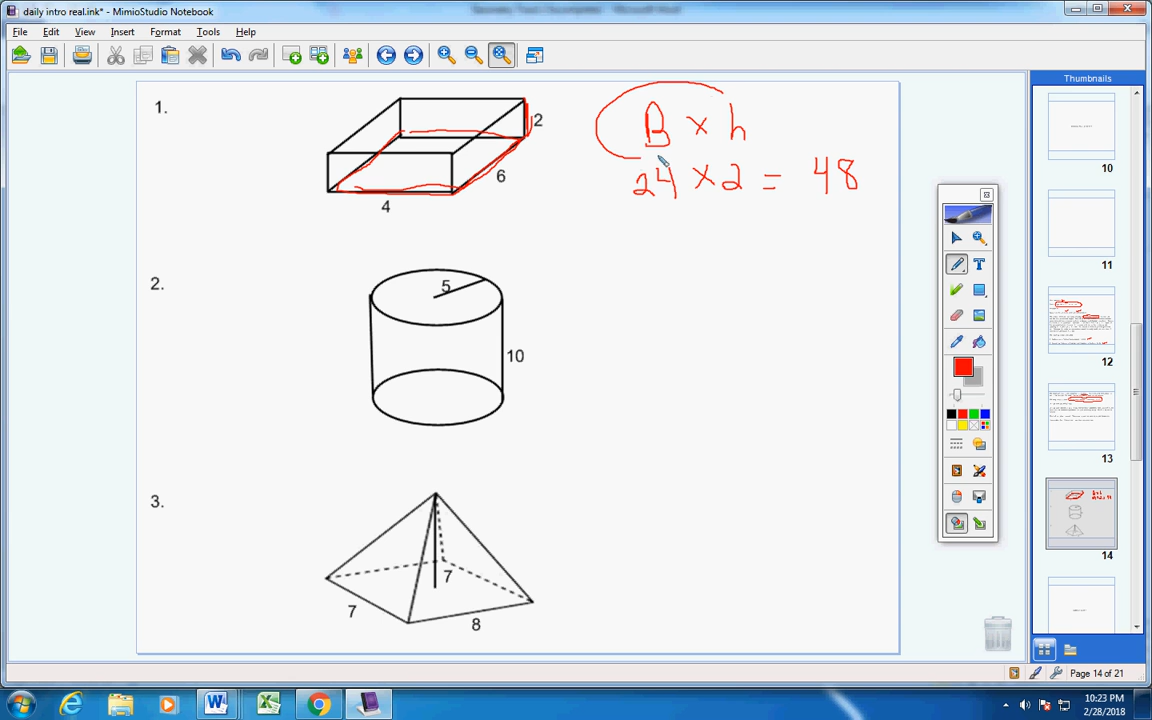 daily intro real.ink* - MimioStudio Notebook
File Edit View Insert Format Tools Help
Thumbnails
1.
2
6
4
B × h
24 × 2 = 48
2.
5
10
3.
7
7
8
10
11
12
13
14
Page 14 of 21
10:23 PM
2/28/2018